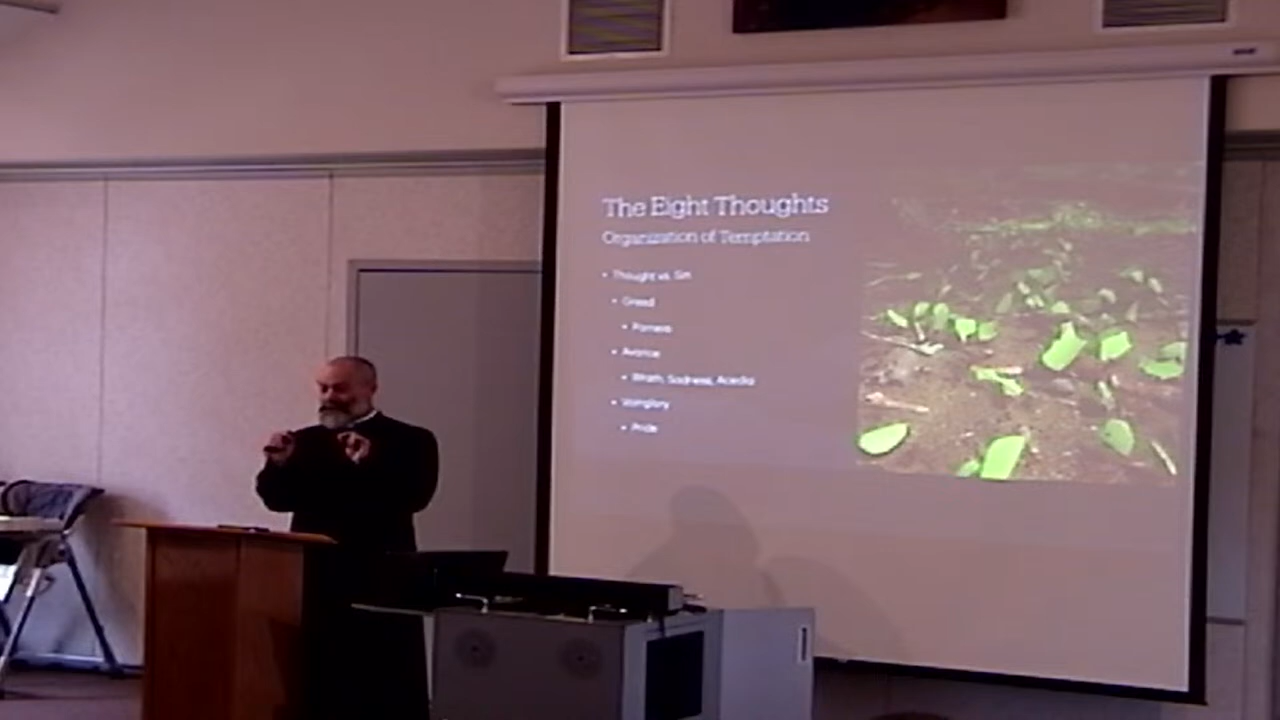 The Eight Thoughts
Organization of Temptation
• Thought vs. Sin
• Greed
• Porneia
• Avarice
• Wrath, Sadness, Acedia
• Vainglory
• Pride